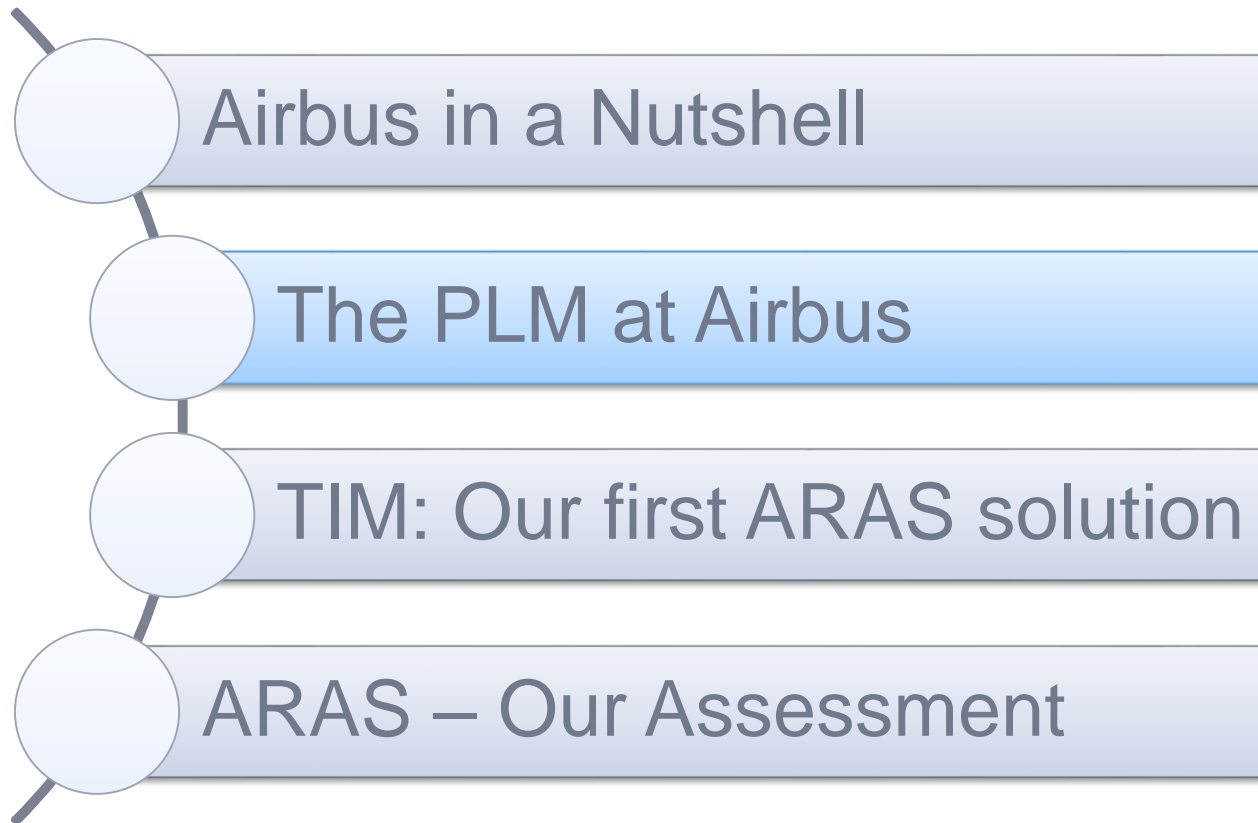 Airbus in a Nutshell
The PLM at Airbus
TIM: Our first ARAS solution
ARAS – Our Assessment